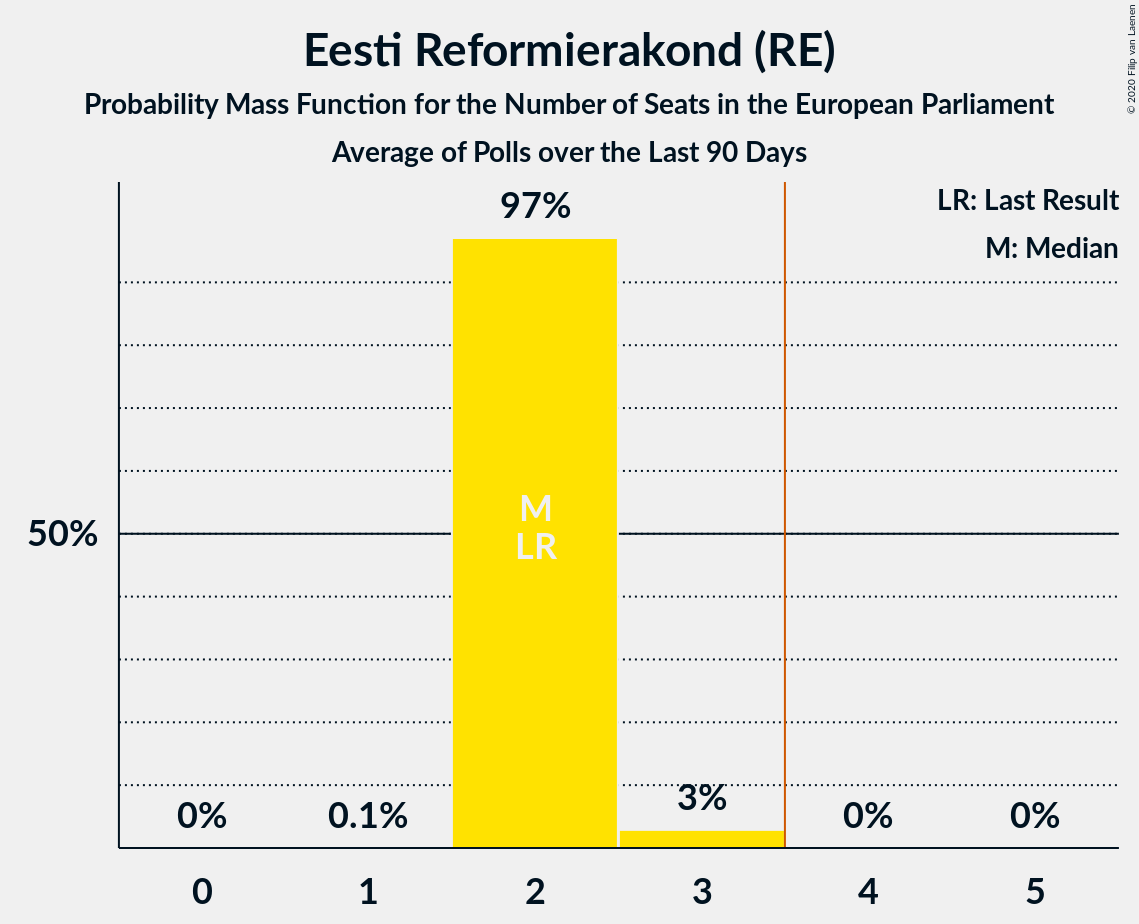 Eesti Reformierakond (RE)
Probability Mass Function for the Number of Seats in the European Parliament
Average of Polls over the Last 90 Days
© 2020 Filip van Laenen
LR: Last Result
M: Median
97%
M
LR
50%
0%
0.1%
3%
0%
0%
0
1
2
3
4
5